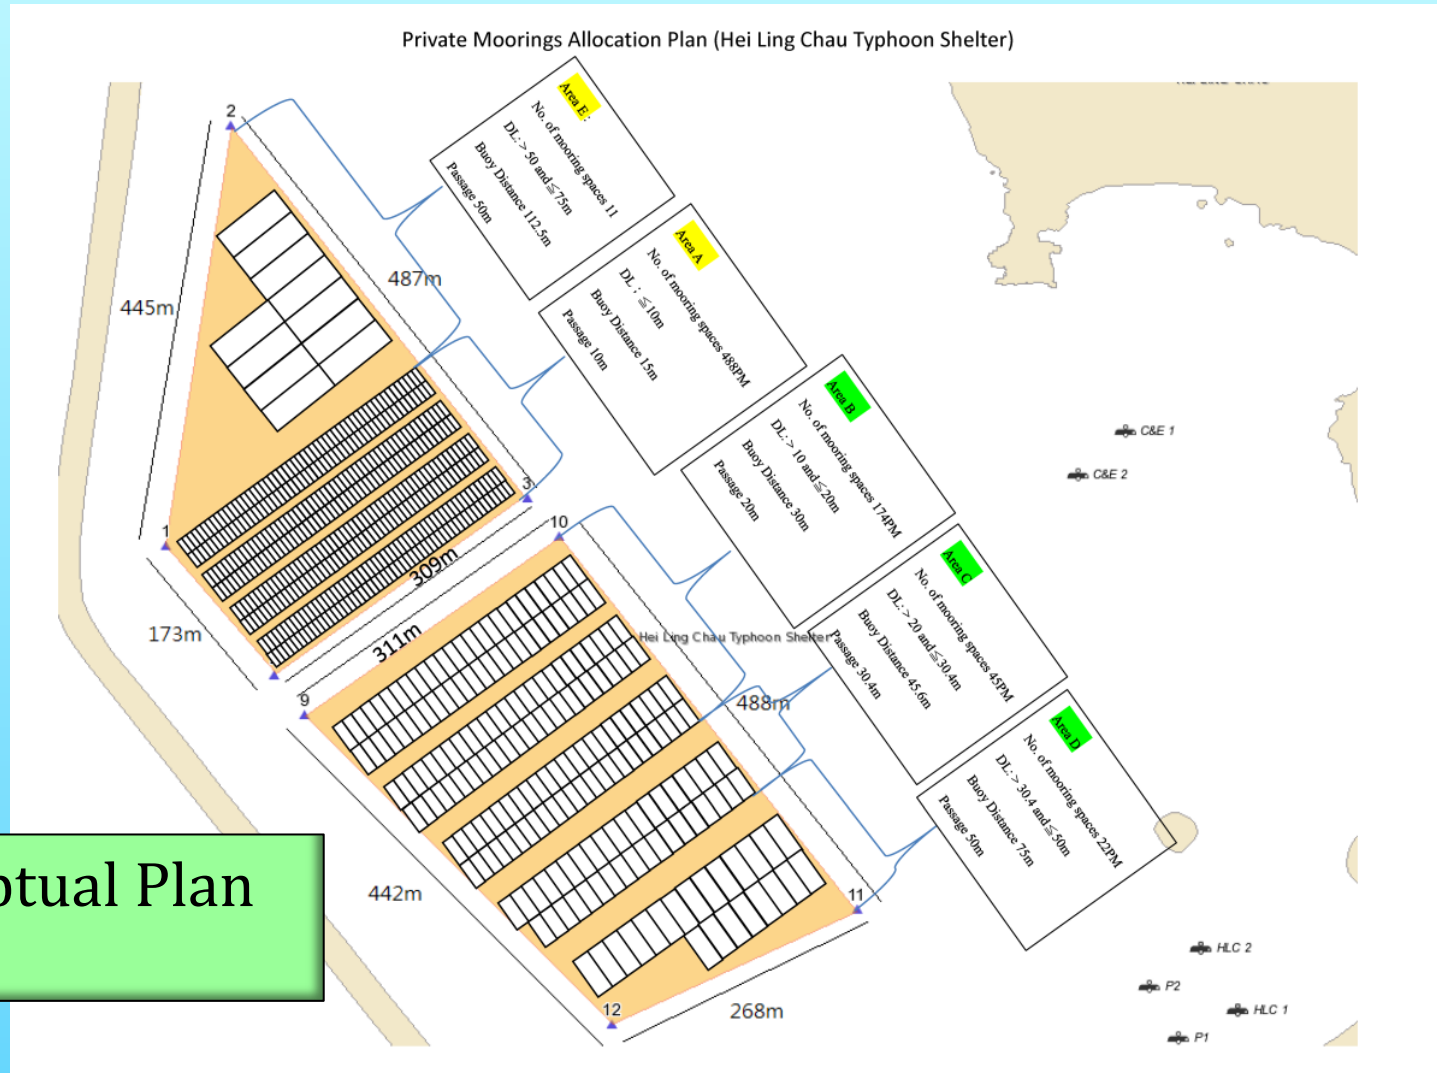 Private Moorings Allocation Plan (Hei Ling Chau Typhoon Shelter)
Area E :
No. of mooring spaces 11
DL: > 50 and≦75m
Buoy Distance 112.5m
Passage 50m
Area A
No. of mooring spaces 488PM
DL : ≦10m
Buoy Distance 15m
Passage 10m
Area B
No. of mooring spaces 174PM
DL: > 10 and≦20m
Buoy Distance 30m
Passage 20m
Area C
No. of mooring spaces 45PM
DL: > 20 and≦30.4m
Buoy Distance 45.6m
Passage 30.4m
Area D
No. of mooring spaces 22PM
DL: > 30.4 and≦50m
Buoy Distance 75m
Passage 50m
2
487m
445m
1
3
309m
173m
10
311m
9
Hei Ling Chau Typhoon Shelter
488m
442m
11
12
268m
C&E 1
C&E 2
HLC 2
P2
HLC 1
P1
ptual Plan